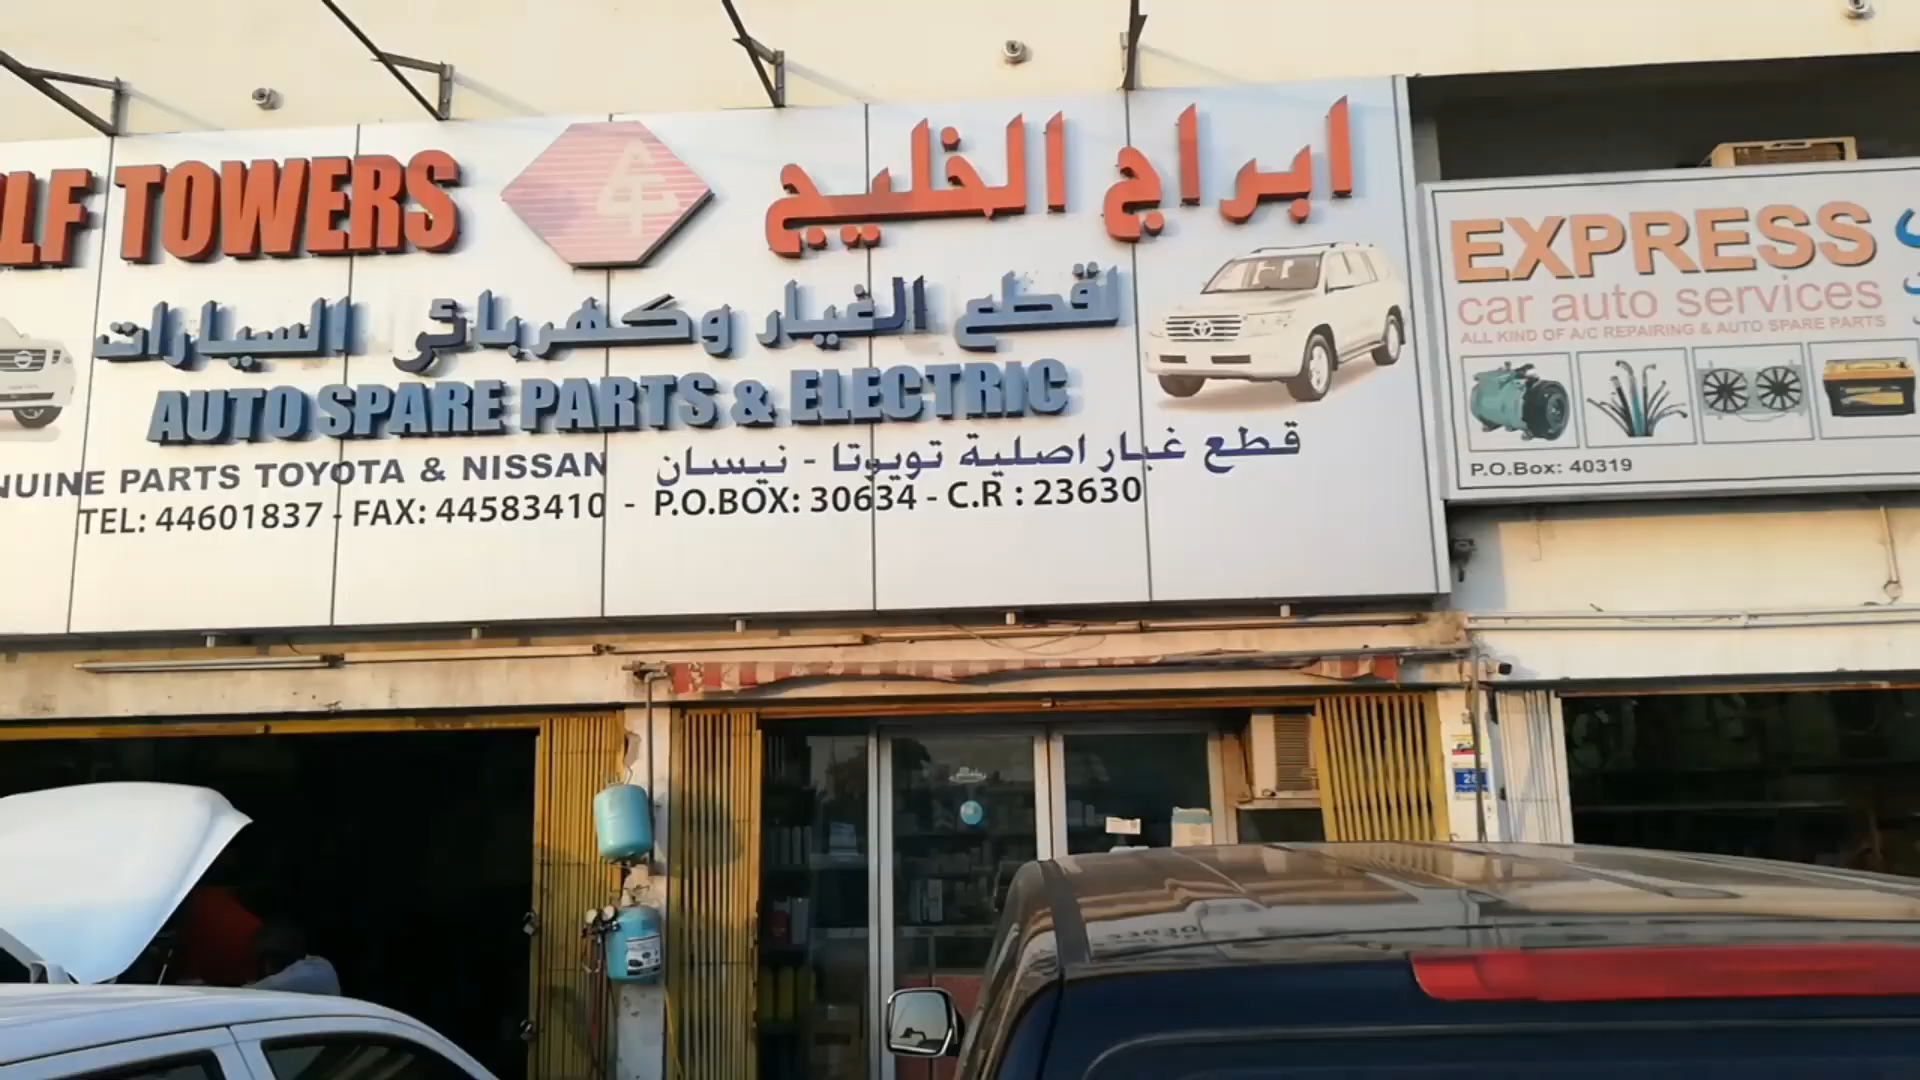 LF TOWERS
ابراج الخليج
لقطع الغيار وكهربائي السيارات
AUTO SPARE PARTS & ELECTRIC
NUINE PARTS TOYOTA & NISSAN
قطع غبار اصلية تويوتا - نيسان
TEL: 44601837 - FAX: 44583410 - P.O.BOX: 30634 - C.R : 23630
EXPRESS
car auto services
ALL KIND OF A/C REPAIRING & AUTO SPARE PARTS
P.O.Box: 40319
26